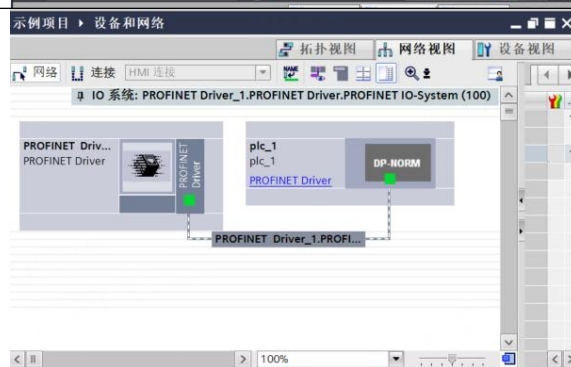 示例项目 ▸ 设备和网络
拓扑视图 网络视图 设备视图
网络 连接 HMI 连接
IO 系统: PROFINET Driver_1.PROFINET Driver.PROFINET IO-System (100)
PROFINET Driv...
PROFINET Driver
PROFINET
Driver
plc_1
plc_1
PROFINET Driver
DP-NORM
PROFINET Driver_1.PROFI...
100%